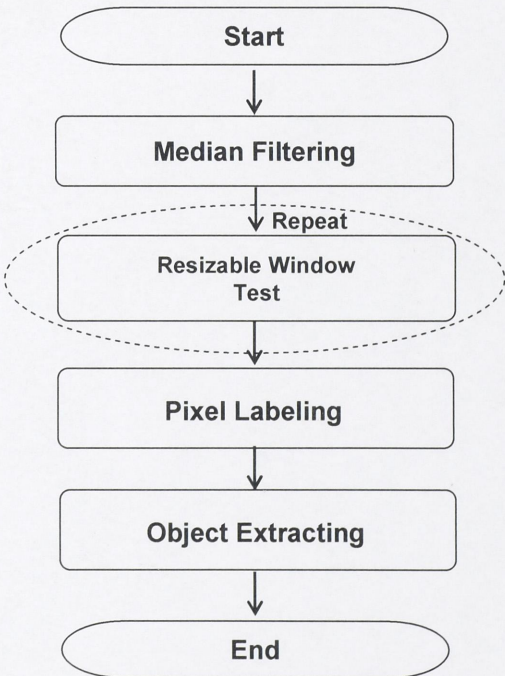 Start
Median Filtering
Repeat
Resizable Window
Test
Pixel Labeling
Object Extracting
End